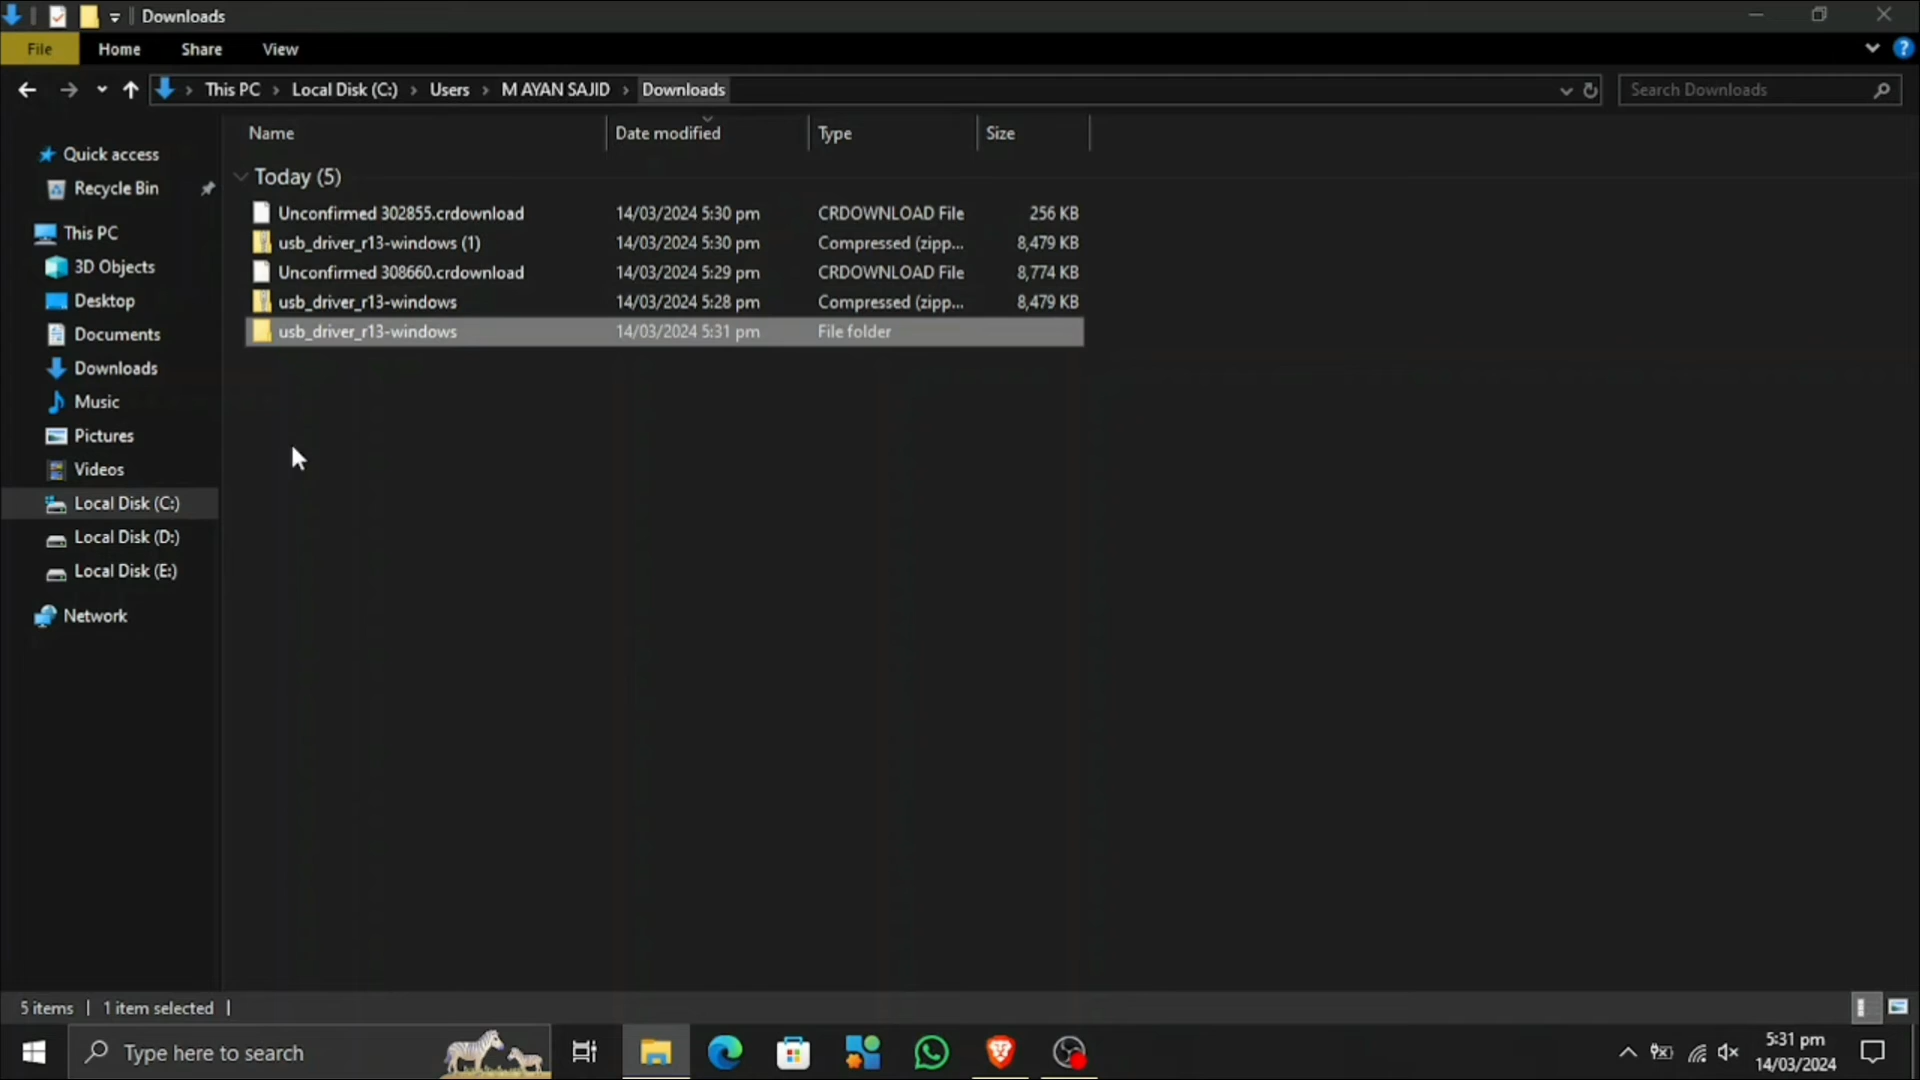 Downloads
File Home Share View
This PC Local Disk (C:) Users M AYAN SAJID Downloads
Search Downloads
Name Date modified Type Size
Quick access
Recycle Bin
This PC
3D Objects
Desktop
Documents
Downloads
Music
Pictures
Videos
Local Disk (C:)
Local Disk (D:)
Local Disk (E:)
Network
Today (5)
Unconfirmed 302855.crdownload 14/03/2024 5:30 pm CRDOWNLOAD File 256 KB
usb_driver_r13-windows (1) 14/03/2024 5:30 pm Compressed (zipp... 8,479 KB
Unconfirmed 308660.crdownload 14/03/2024 5:29 pm CRDOWNLOAD File 8,774 KB
usb_driver_r13-windows 14/03/2024 5:28 pm Compressed (zipp... 8,479 KB
usb_driver_r13-windows 14/03/2024 5:31 pm File folder
5 items 1 item selected
Type here to search
5:31 pm
14/03/2024